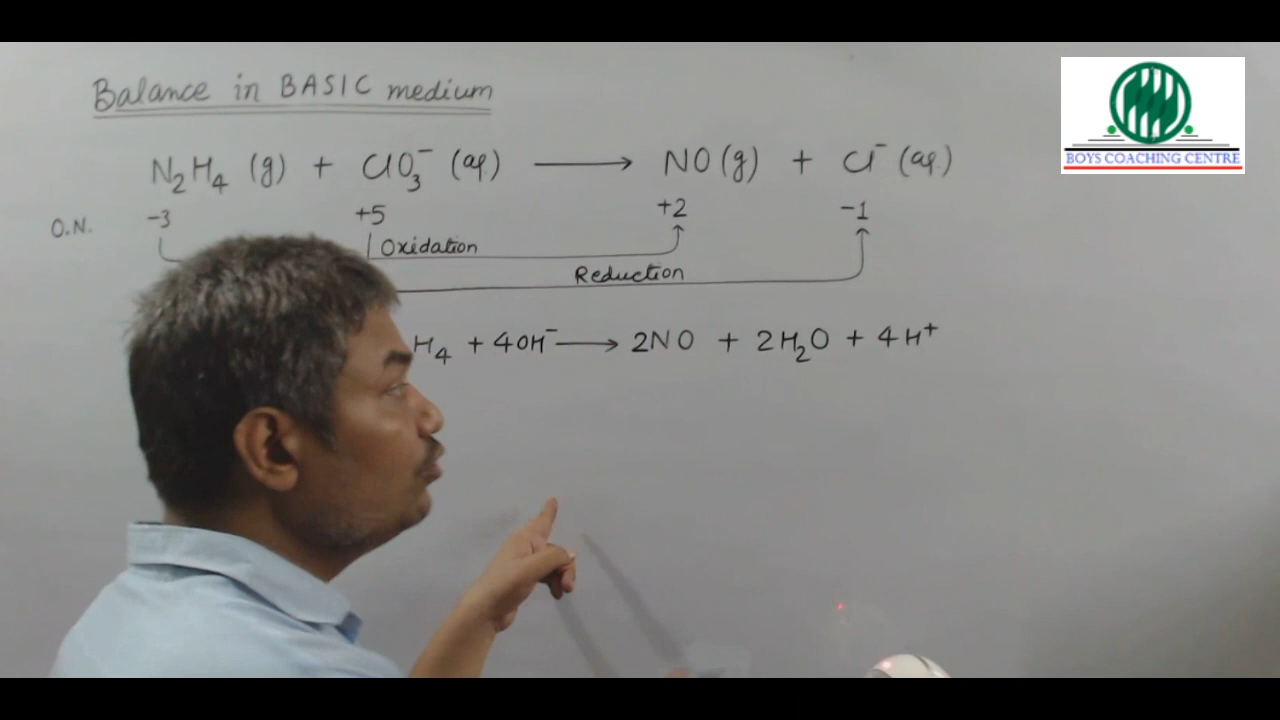 Balance in BASIC medium
BOYS COACHING CENTRE
N₂H₄ (g) + ClO₃⁻ (aq) ⟶ NO (g) + Cl⁻ (aq)
O.N. -3 +5 +2 -1
Oxidation
Reduction
H₄ + 4OH⁻ ⟶ 2NO + 2H₂O + 4H⁺